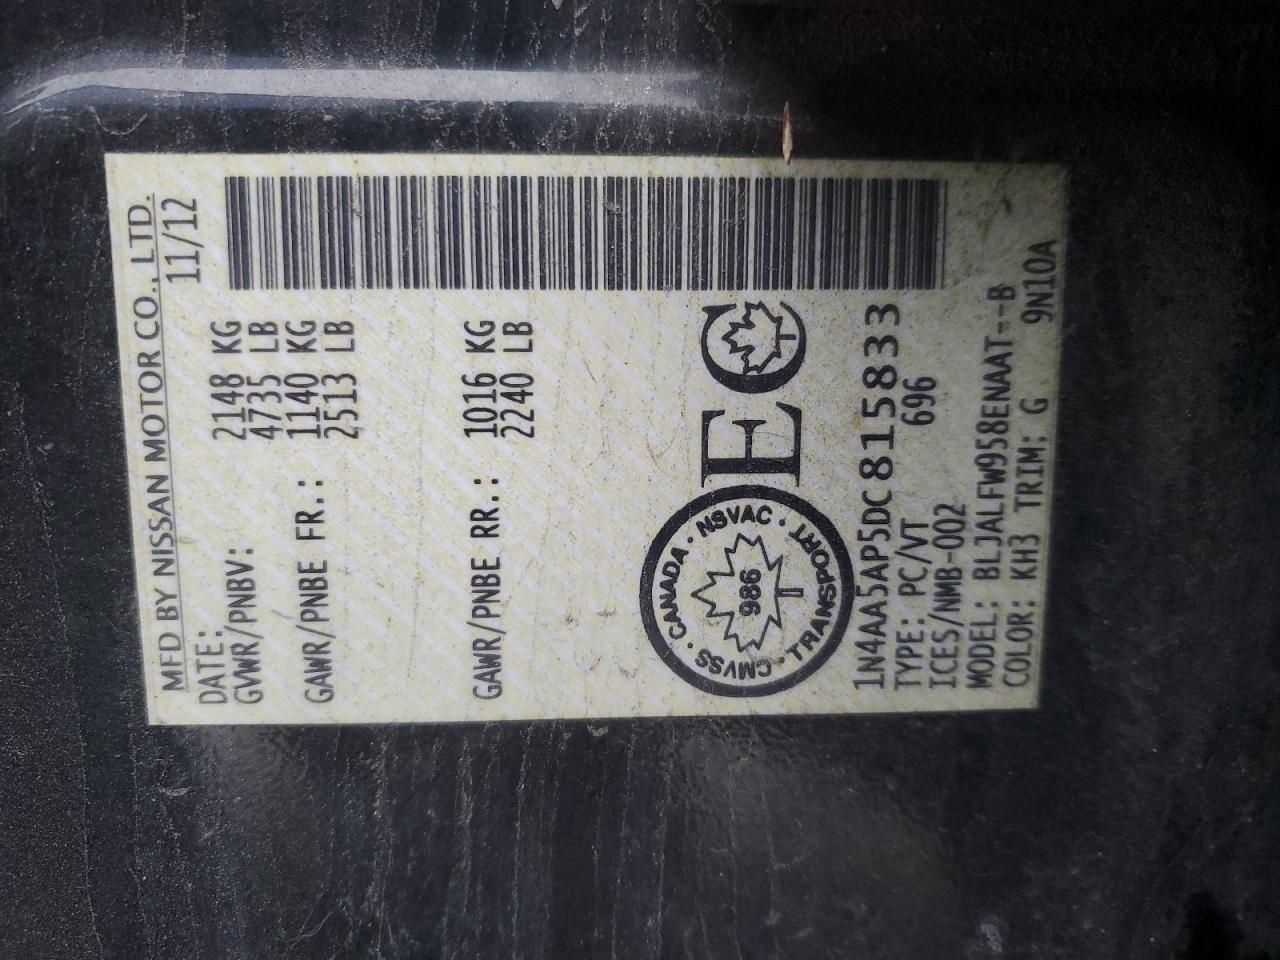 MFD BY NISSAN MOTOR CO., LTD.
DATE: 11/12
GVWR/PNBV: 2148 KG
4735 LB
GAWR/PNBE FR.: 1140 KG
2513 LB
GAWR/PNBE RR.: 1016 KG
2240 LB
CANADA · NSVAC ·
986
CMVSS · TRANSPORT
EC
1N4AA5AP5DC815833
TYPE: PC/VT 696
ICES/NMB-002
MODEL: BLJALFW958ENAAT--B
COLOR: KH3 TRIM: G 9N10A